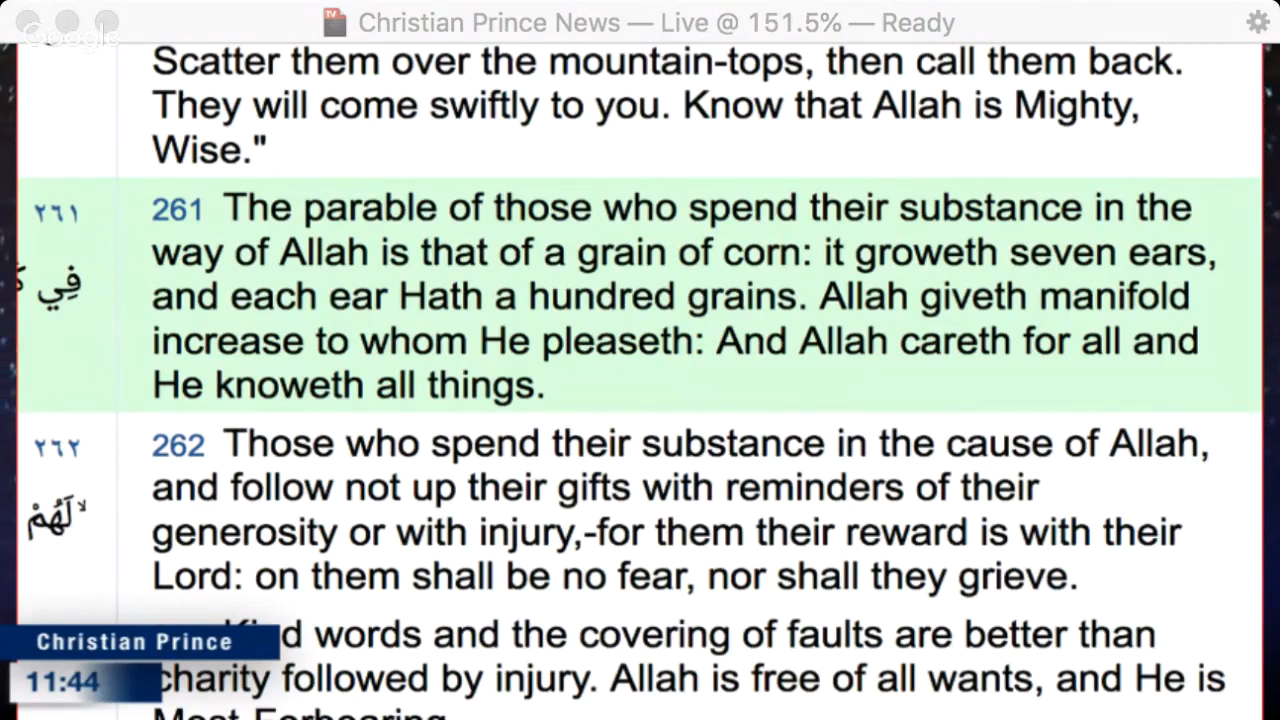 Christian Prince News — Live @ 151.5% — Ready
Google
Scatter them over the mountain-tops, then call them back.
They will come swiftly to you. Know that Allah is Mighty,
Wise."
٢٦١
261 The parable of those who spend their substance in the
way of Allah is that of a grain of corn: it groweth seven ears,
فِي
and each ear Hath a hundred grains. Allah giveth manifold
increase to whom He pleaseth: And Allah careth for all and
He knoweth all things.
٢٦٢
262 Those who spend their substance in the cause of Allah,
and follow not up their gifts with reminders of their
لَهُمْ
generosity or with injury,-for them their reward is with their
Lord: on them shall be no fear, nor shall they grieve.
Kind words and the covering of faults are better than
charity followed by injury. Allah is free of all wants, and He is
Most-Forbearing.
Christian Prince
11:44